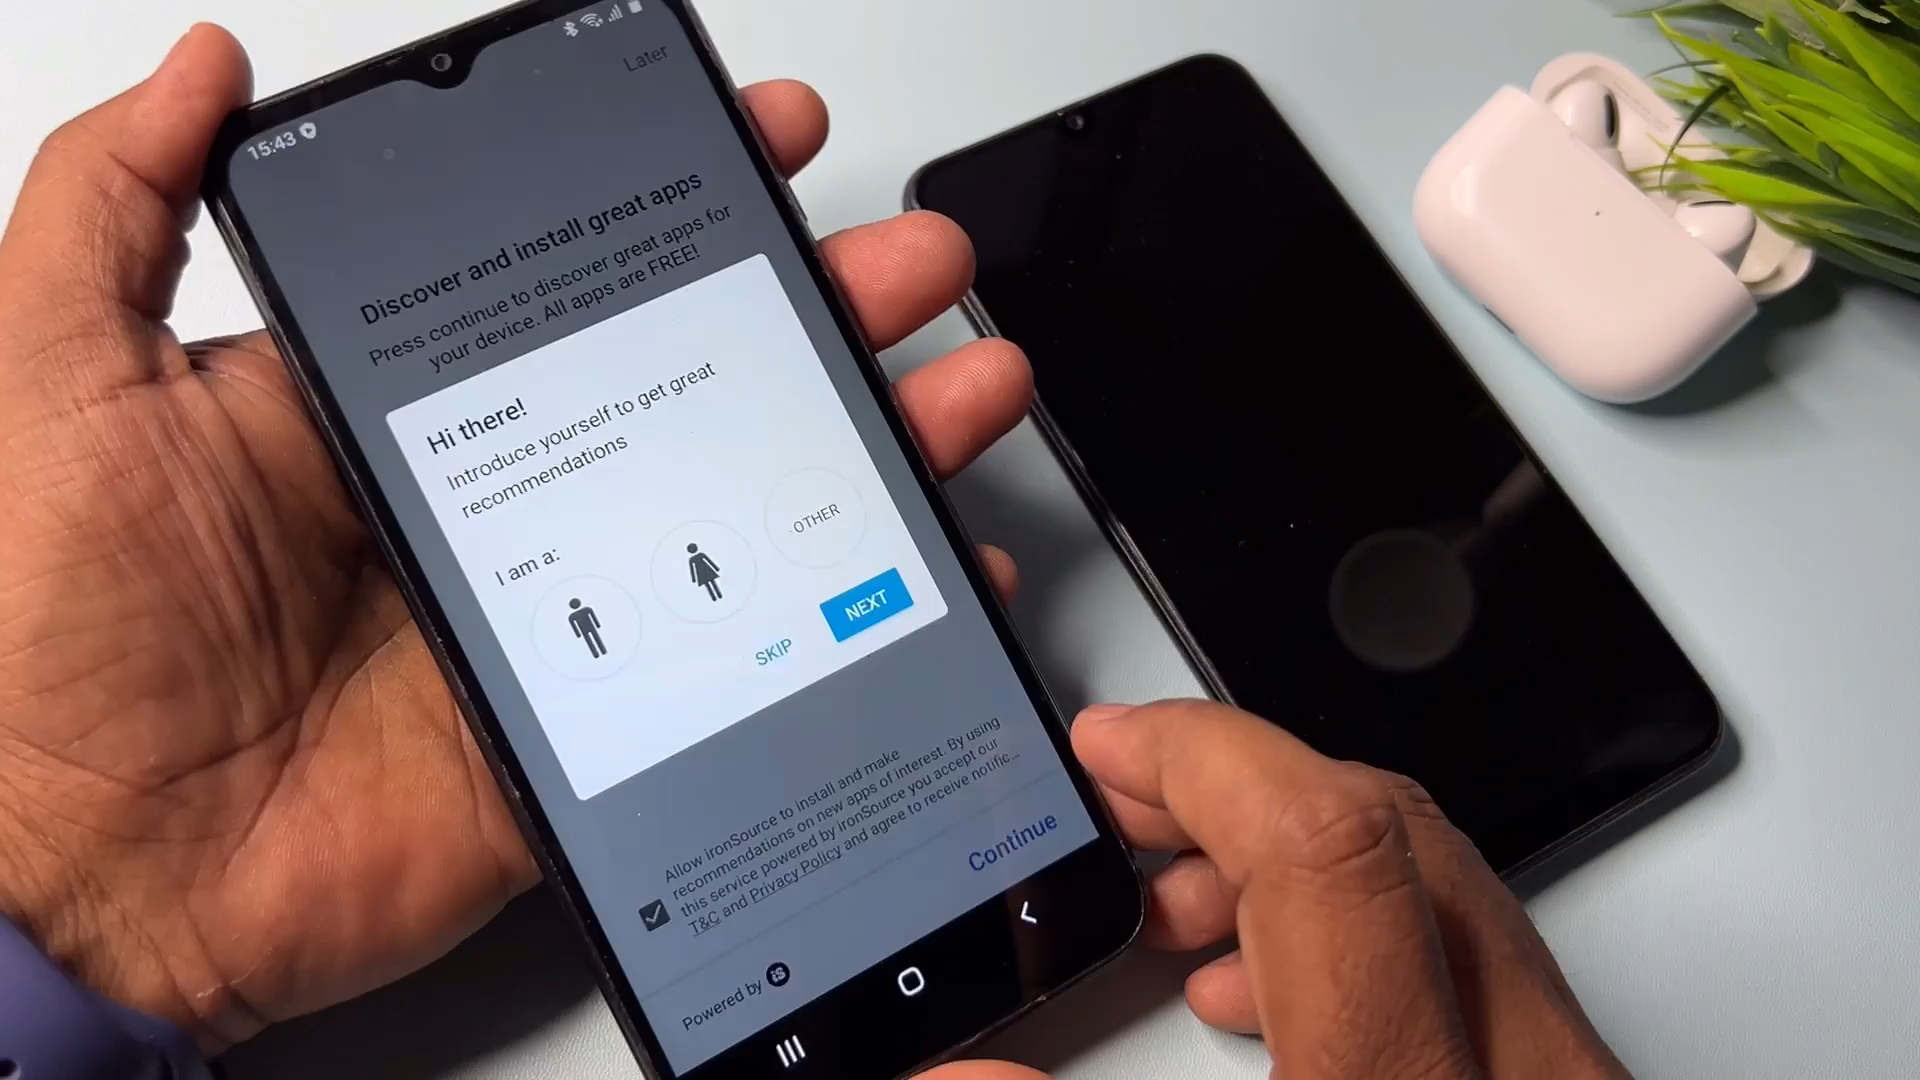 15:43
Later
Discover and install great apps
Press continue to discover great apps for
your device. All apps are FREE!
Hi there!
Introduce yourself to get great
recommendations
I am a:
OTHER
SKIP
NEXT
Allow ironSource to install and make
recommendations on new apps of interest. By using
this service powered by ironSource you accept our
T&C and Privacy Policy and agree to receive notific...
Continue
Powered by iS